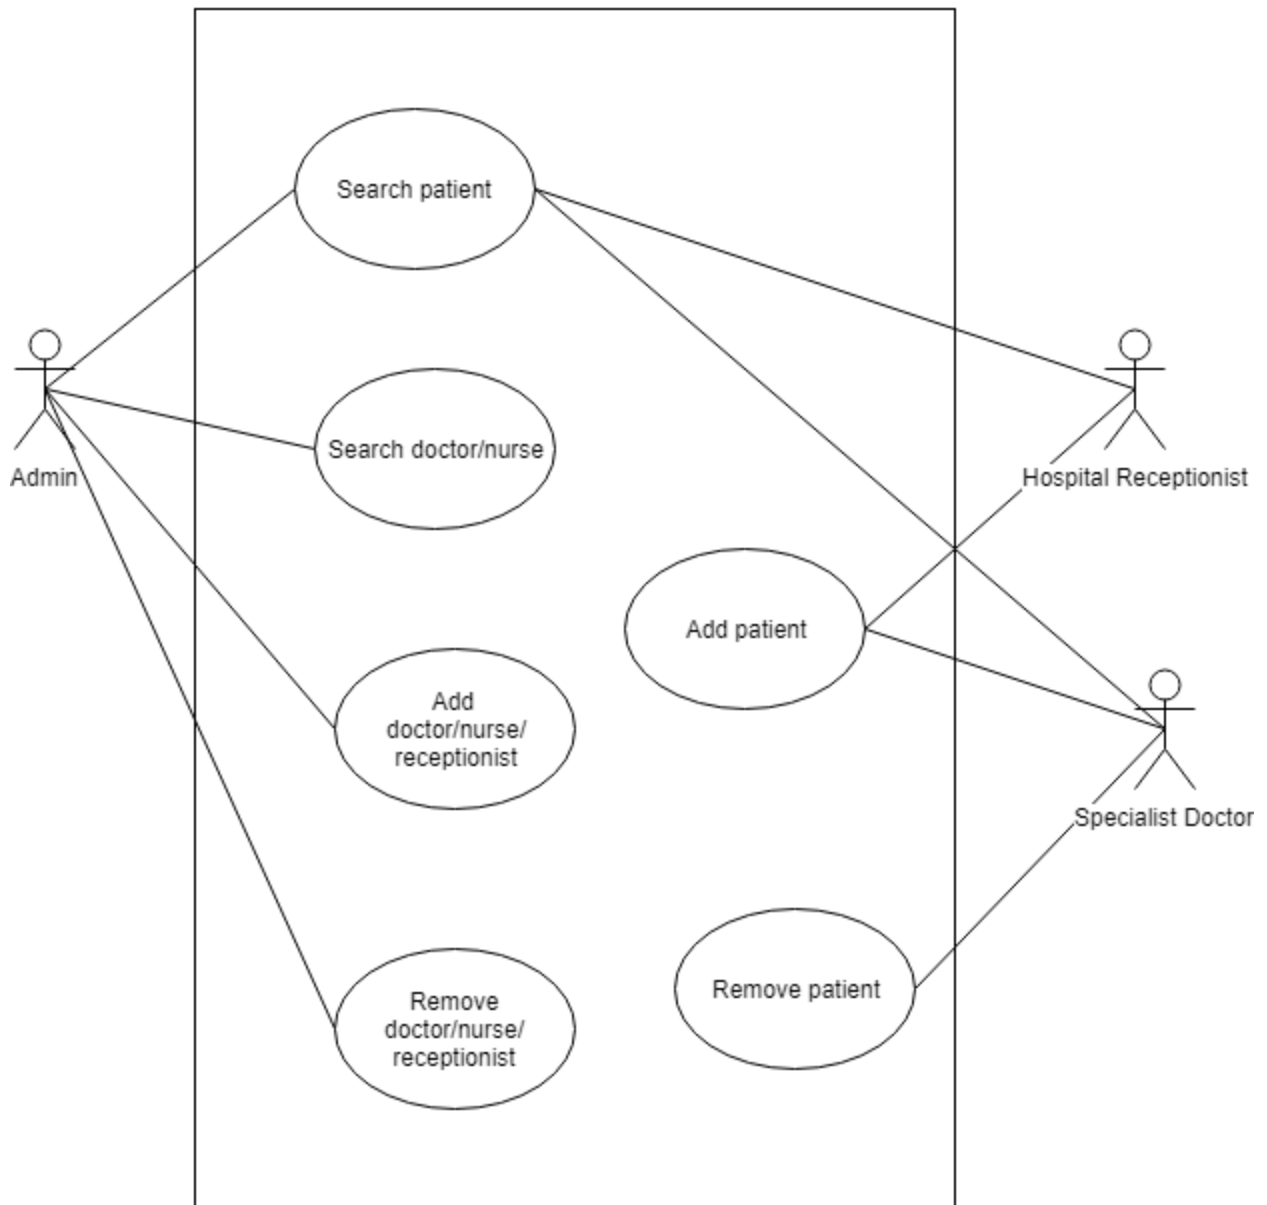 Search patient
Admin
Search doctor/nurse
Hospital Receptionist
Add patient
Add
doctor/nurse/
receptionist
Specialist Doctor
Remove patient
Remove
doctor/nurse/
receptionist